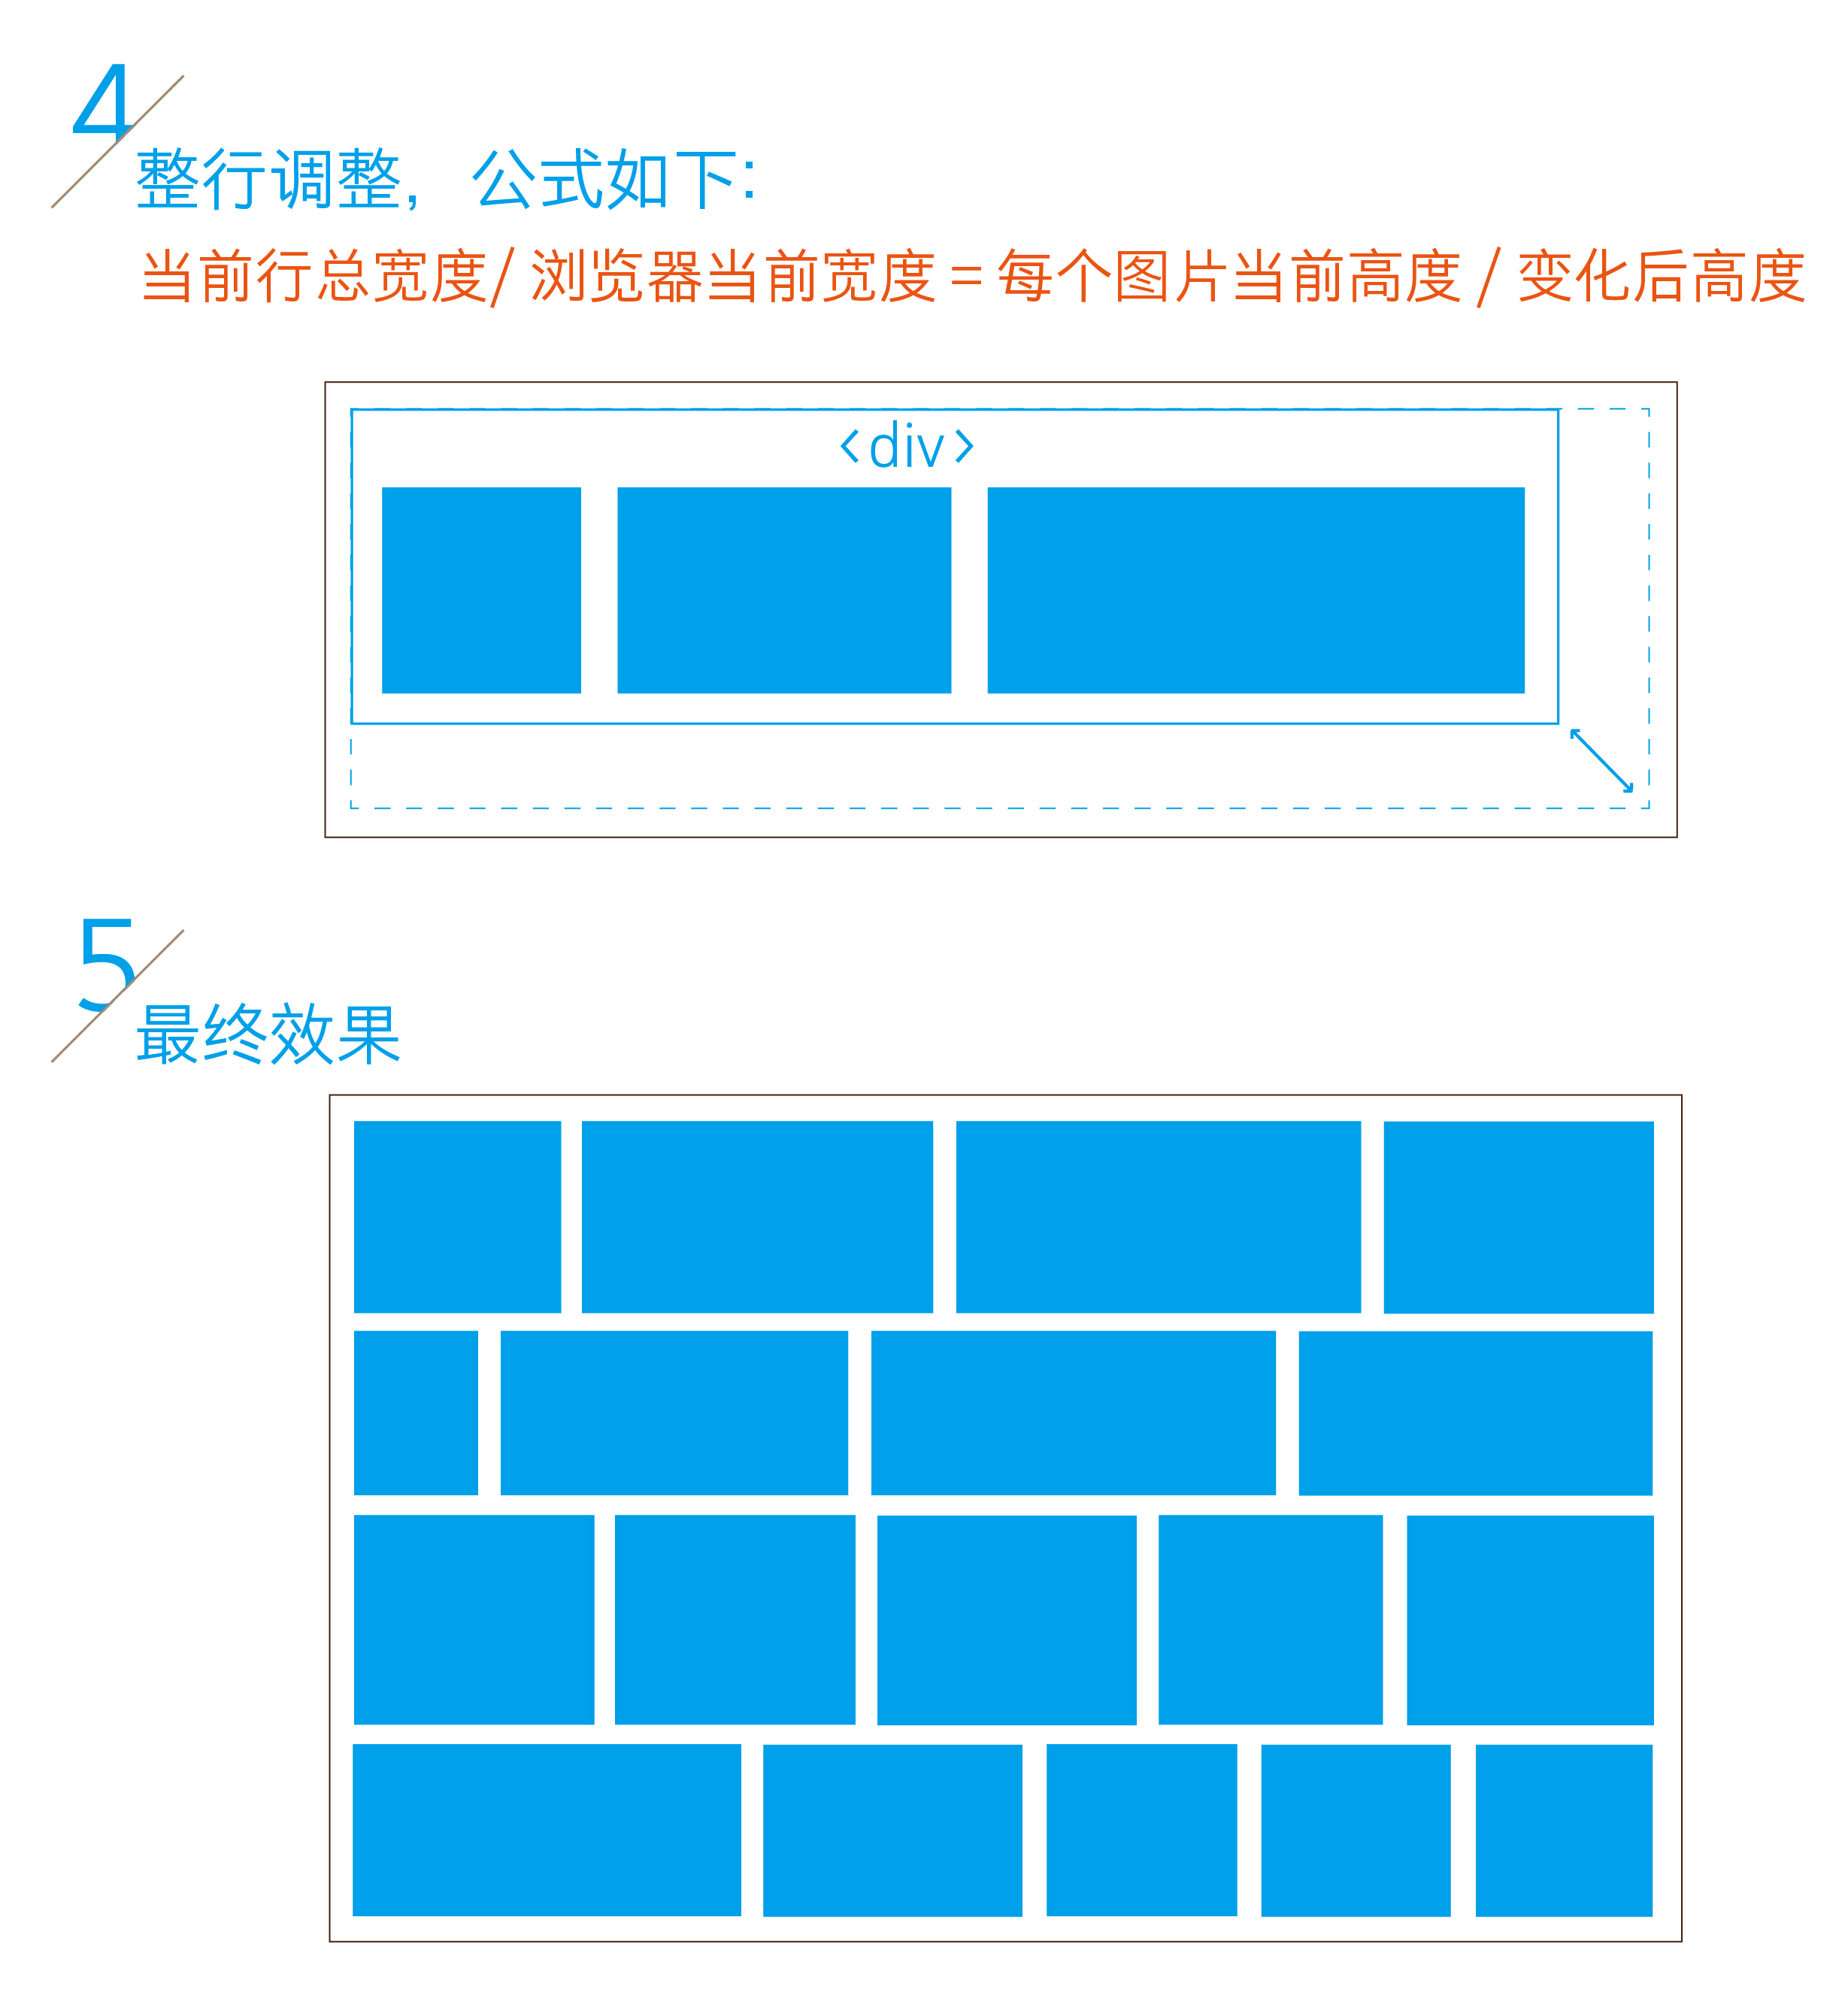 4
整行调整， 公式如下:
当前行总宽度/ 浏览器当前宽度 = 每个图片当前高度 / 变化后高度
<div>
5
最终效果